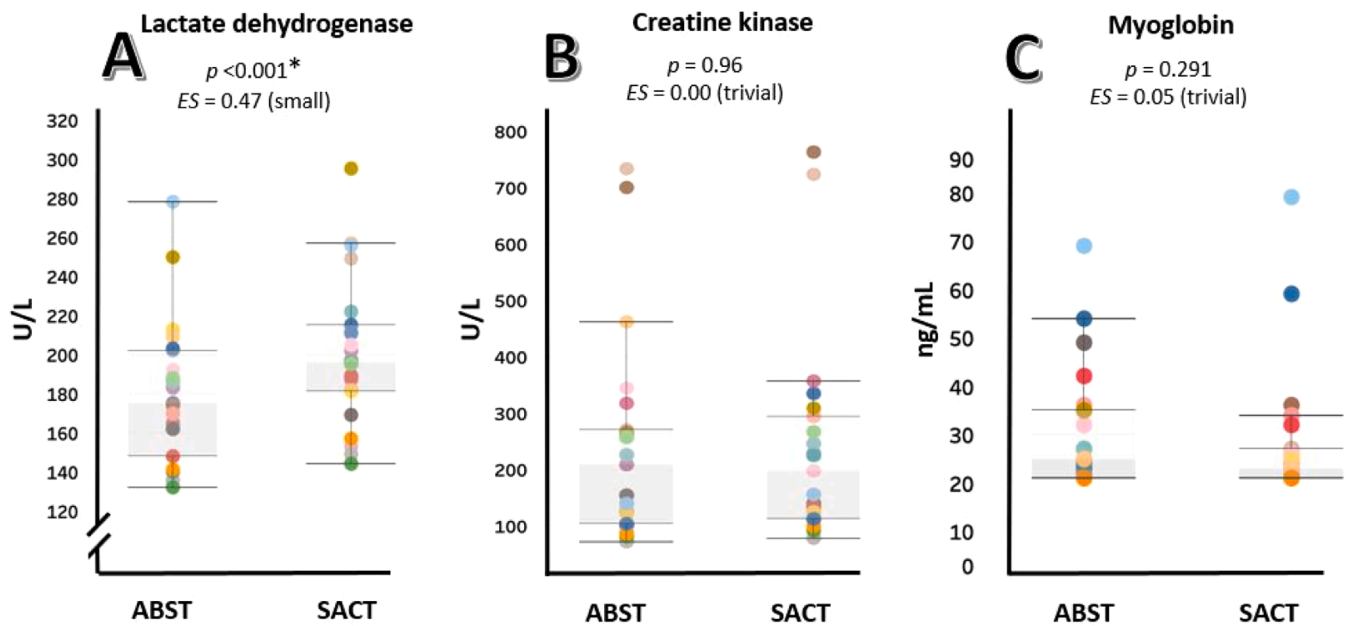 Lactate dehydrogenase
A
p <0.001*
ES = 0.47 (small)
320
300
280
260
240
220
200
180
160
140
120
U/L
ABST
SACT
Creatine kinase
B
p = 0.96
ES = 0.00 (trivial)
800
700
600
500
400
300
200
100
U/L
ABST
SACT
Myoglobin
C
p = 0.291
ES = 0.05 (trivial)
90
80
70
60
50
40
30
20
10
0
ng/mL
ABST
SACT